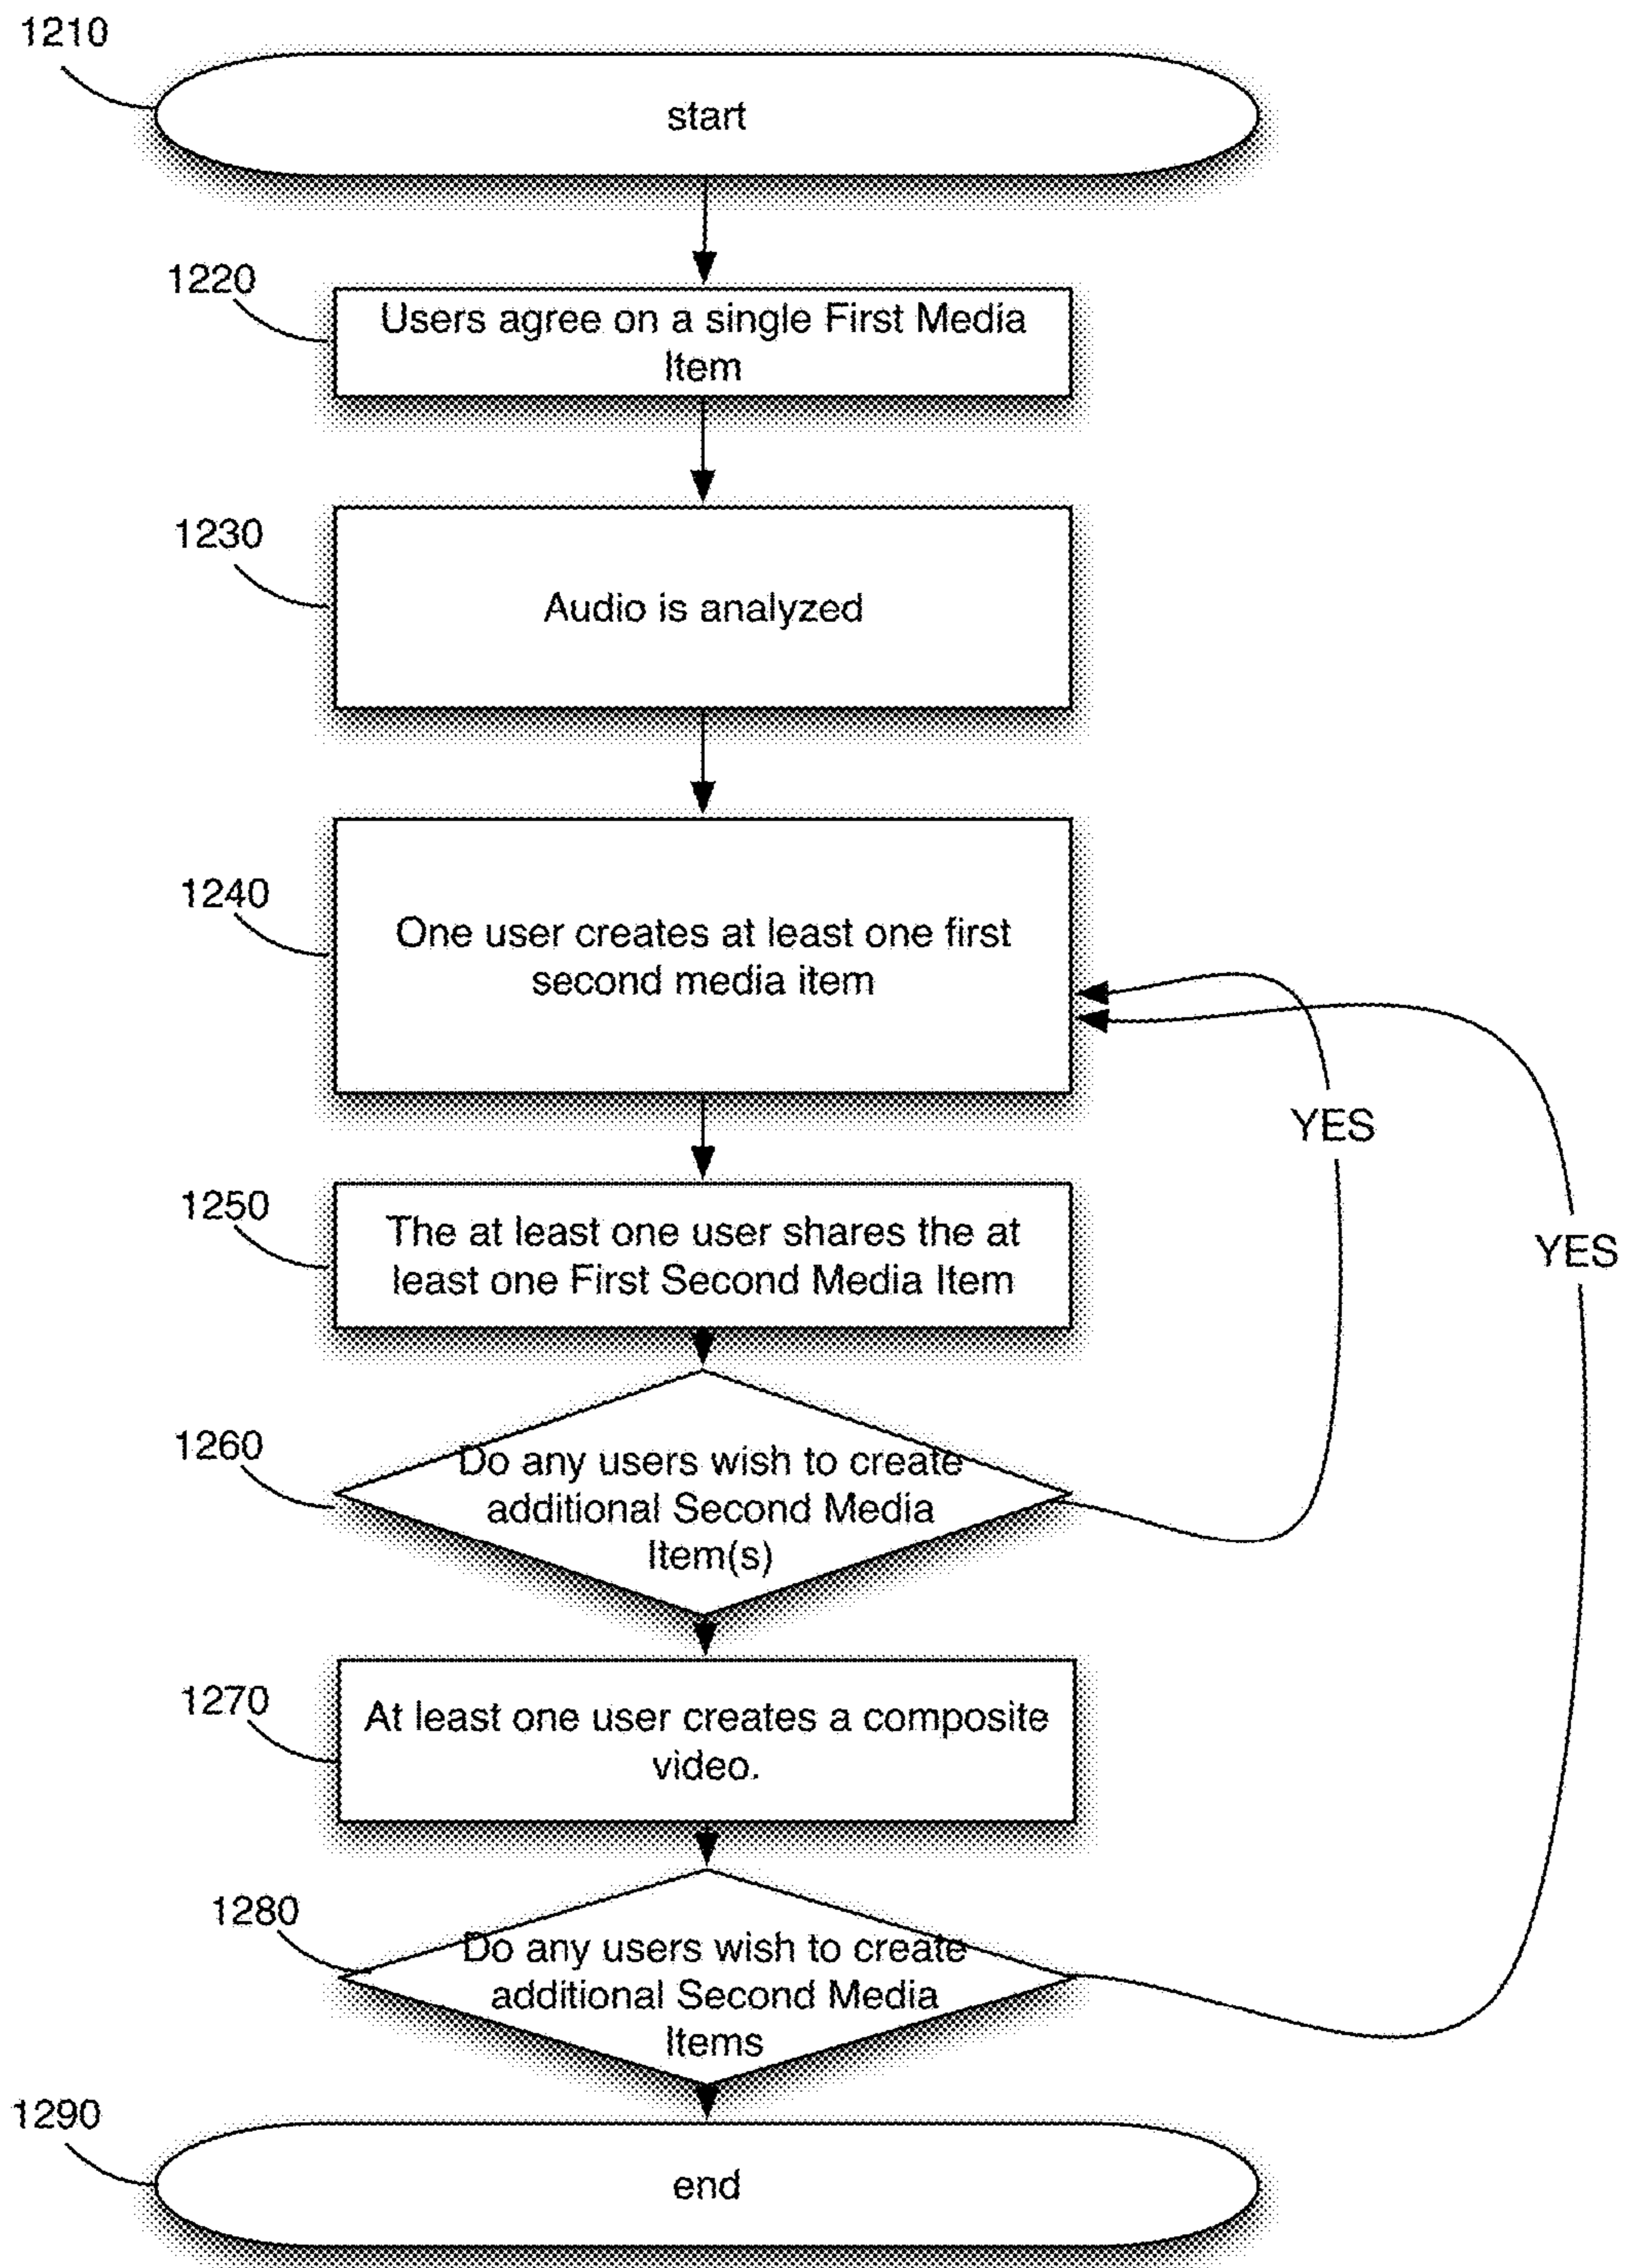 1210
start
1220
Users agree on a single First Media
Item
1230
Audio is analyzed
1240
One user creates at least one first
second media item
YES
1250
The at least one user shares the at
least one First Second Media Item
YES
1260
Do any users wish to create
additional Second Media
Item(s)
1270
At least one user creates a composite
video.
1280
Do any users wish to create
additional Second Media
Items
1290
end